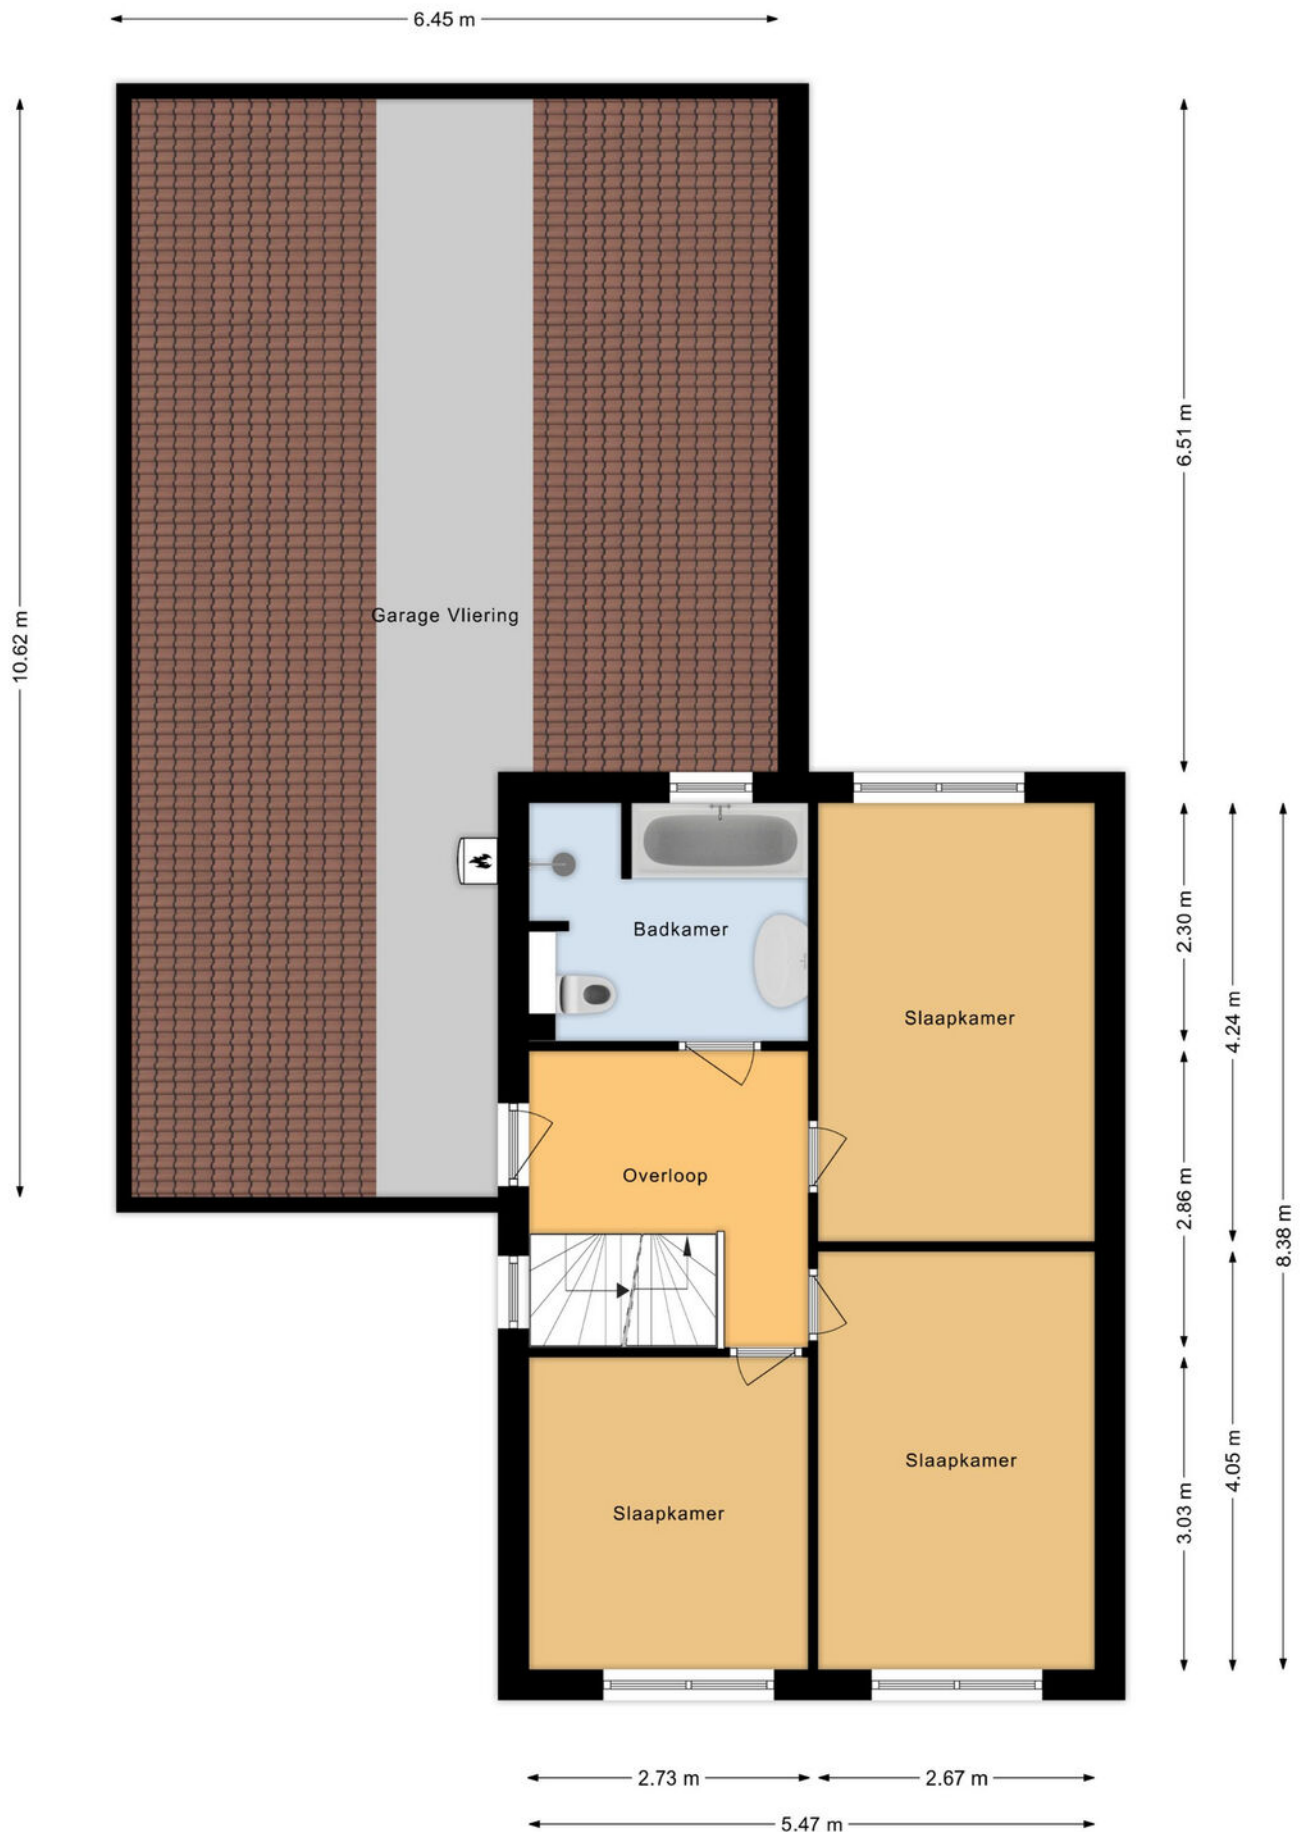 6.45 m
10.62 m
6.51 m
Garage Vliering
Badkamer
2.30 m
Slaapkamer
4.24 m
Overloop
2.86 m
8.38 m
Slaapkamer
4.05 m
Slaapkamer
3.03 m
2.73 m
2.67 m
5.47 m